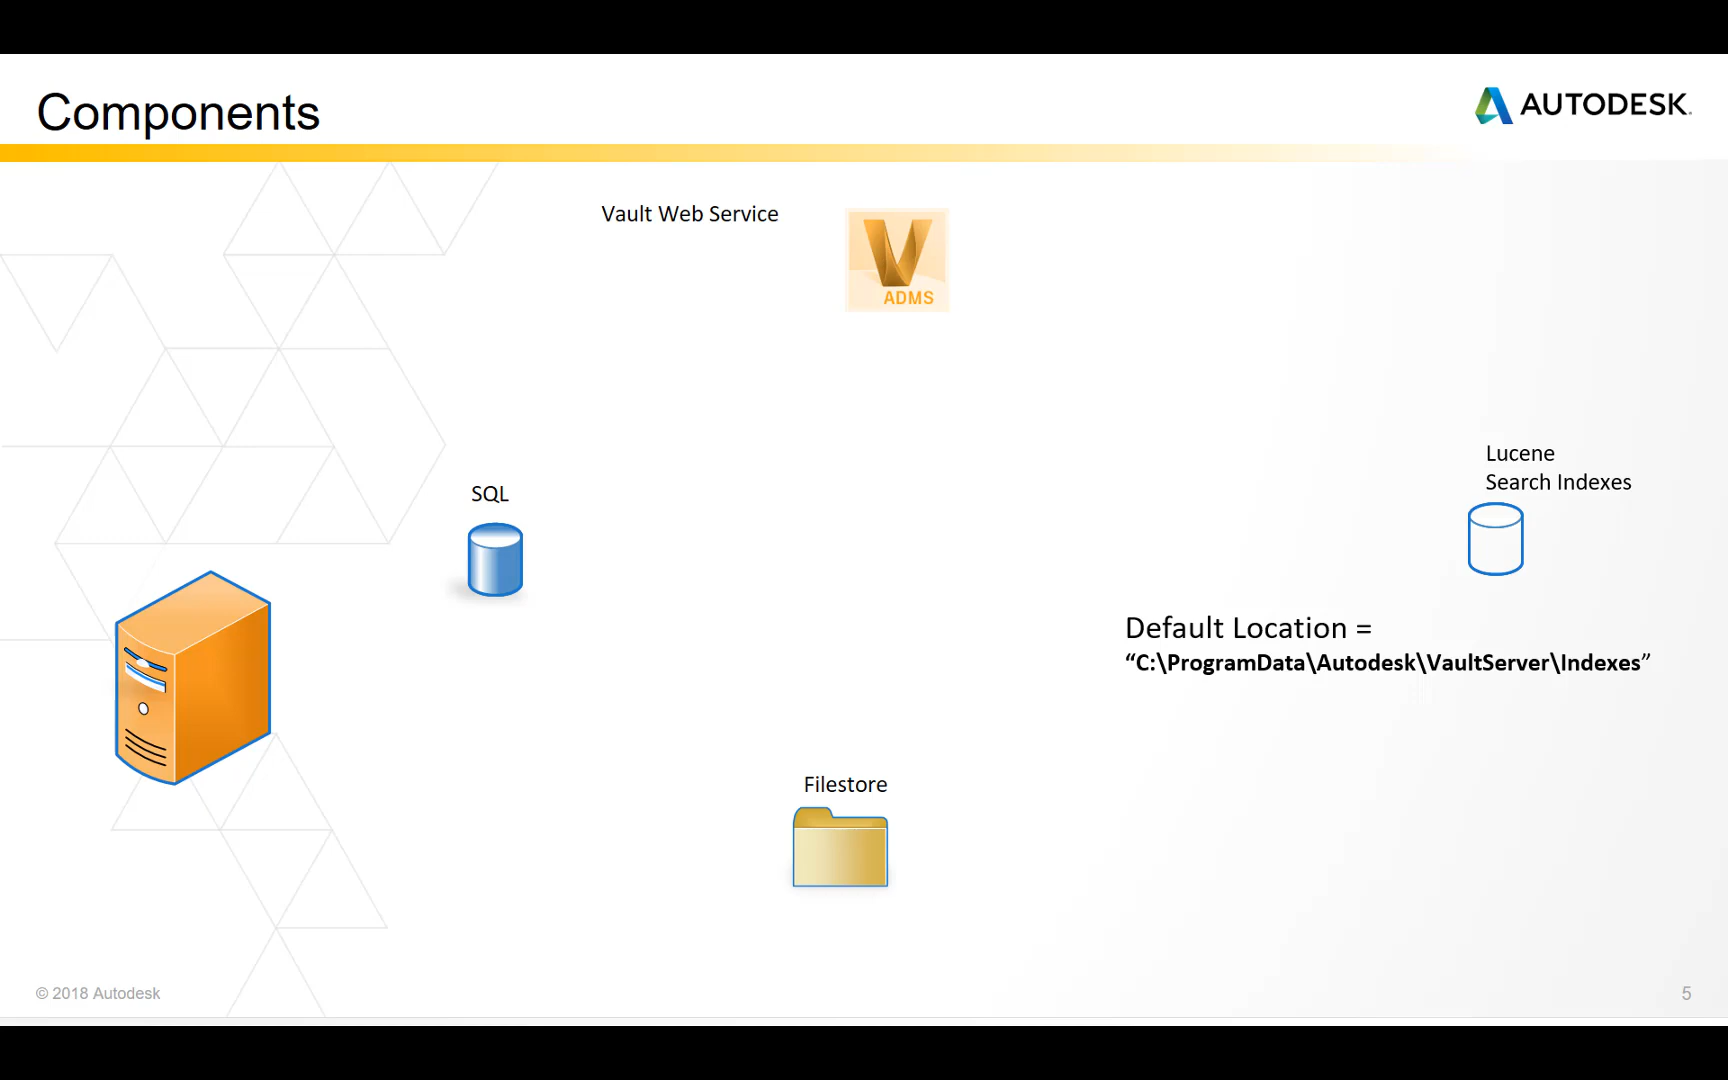 Components
AUTODESK.
Vault Web Service
V
ADMS
Lucene
Search Indexes
SQL
Default Location =
“C:\ProgramData\Autodesk\VaultServer\Indexes”
Filestore
© 2018 Autodesk
5